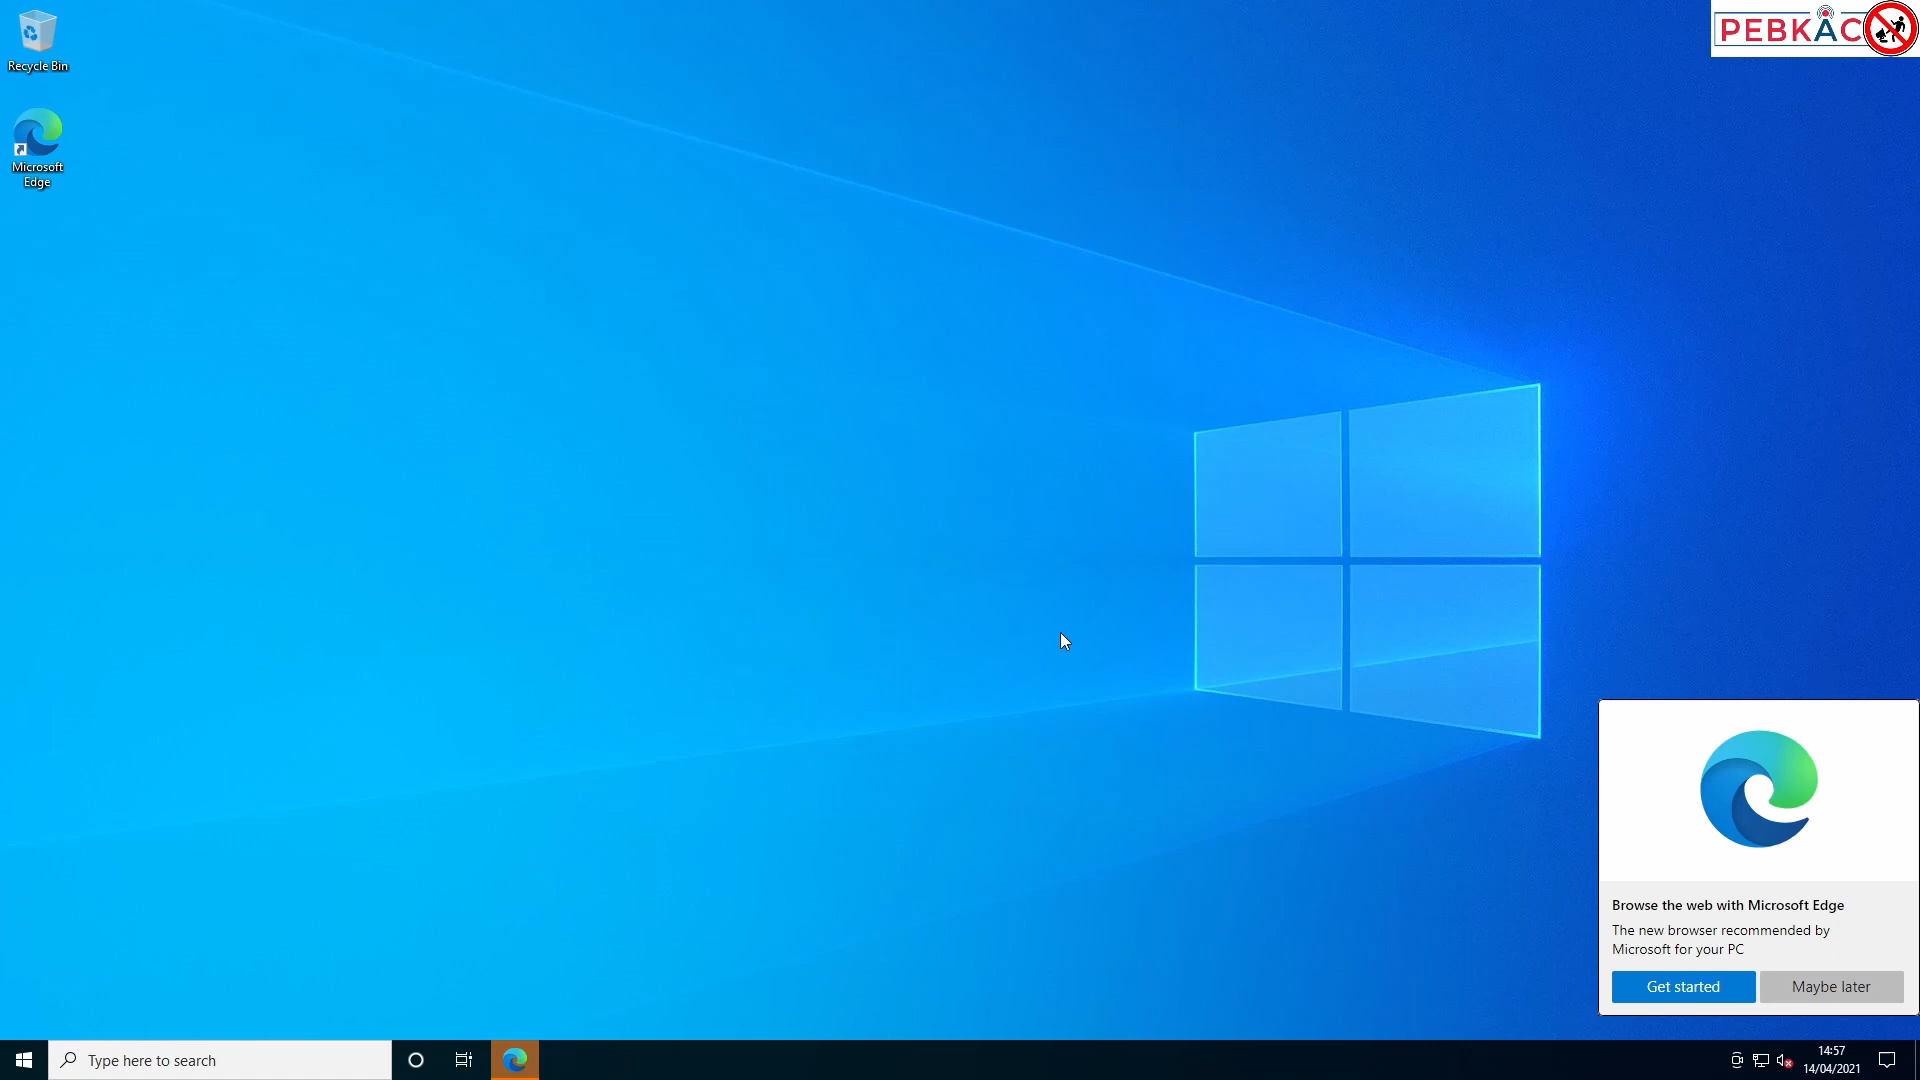 Recycle Bin
Microsoft
Edge
PEBKAC
Browse the web with Microsoft Edge
The new browser recommended by
Microsoft for your PC
Get started
Maybe later
Type here to search
14:57
14/04/2021